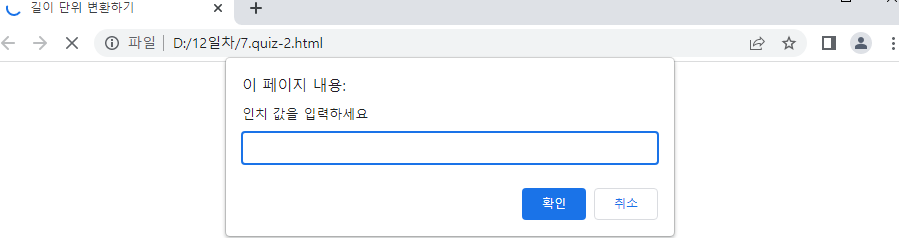 길이 단위 변환하기
파일 | D:/12일차/7.quiz-2.html
이 페이지 내용:
인치 값을 입력하세요
확인 취소